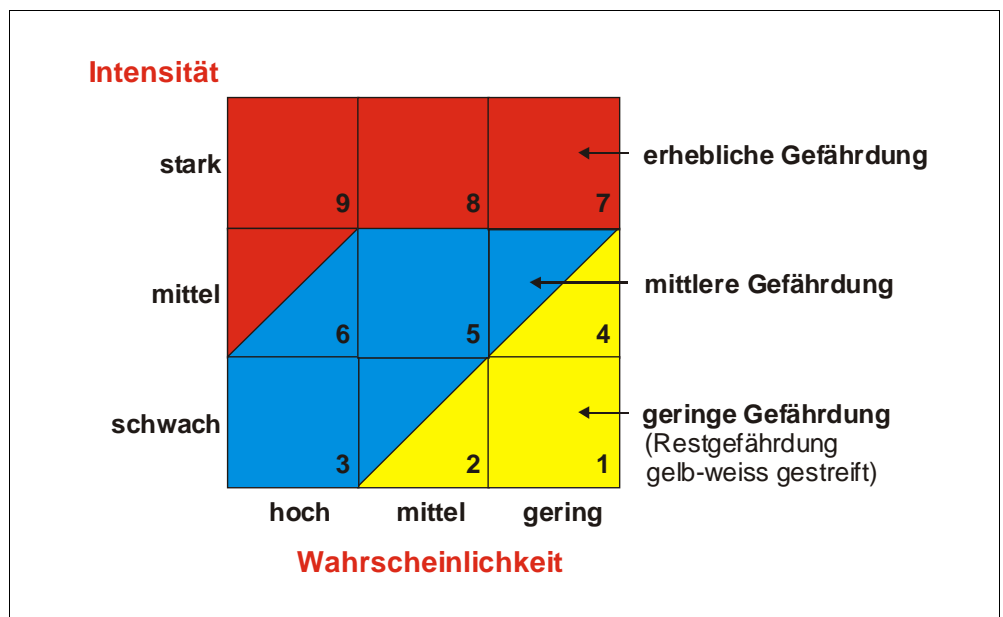 Intensität
stark
9
8
7
erhebliche Gefährdung
mittel
6
5
4
mittlere Gefährdung
schwach
3
2
1
geringe Gefährdung
(Restgefährdung
gelb-weiss gestreift)
hoch
mittel
gering
Wahrscheinlichkeit